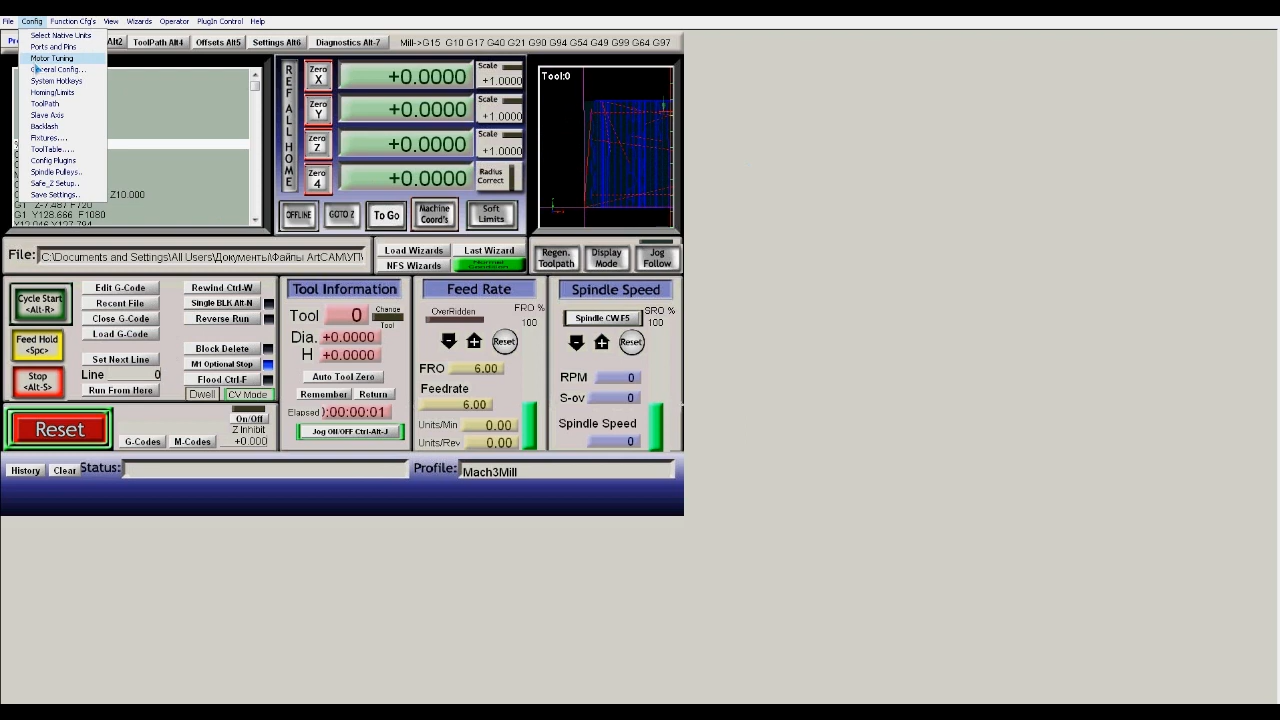 File Config Function Cfg's View Wizards Operator PlugIn Control Help
Select Native Units
Ports and Pins
Motor Tuning
General Config...
System Hotkeys
Homing/Limits
ToolPath
Slave Axis
Backlash
Fixtures....
ToolTable.....
Config Plugins
Spindle Pulleys..
Safe_Z Setup..
Save Settings..
Alt2 ToolPath Alt4 Offsets Alt5 Settings Alt6 Diagnostics Alt-7 Mill->G15 G10 G17 G40 G21 G90 G94 G54 G49 G99 G64 G97
Z10.000
G1 Z-7.487 F720
G1 Y128.666 F1080
REF ALL HOME
Zero X +0.0000 Scale +1.0000
Zero Y +0.0000 Scale +1.0000
Zero Z +0.0000 Scale +1.0000
Zero 4 +0.0000 Radius Correct
OFFLINE GOTO Z To Go Machine Coord's Soft Limits
Tool:0
File: C:\Documents and Settings\All Users\Документы\Файлы ArtCAM\УП\
Load Wizards Last Wizard
NFS Wizards
Regen. Toolpath Display Mode Jog Follow
Cycle Start <Alt-R>
Feed Hold <Spc>
Stop <Alt-S>
Edit G-Code
Recent File
Close G-Code
Load G-Code
Set Next Line
Line 0
Run From Here
Rewind Ctrl-W
Single BLK Alt-N
Reverse Run
Block Delete
M1 Optional Stop
Flood Ctrl-F
Dwell CV Mode
Reset
G-Codes M-Codes
On/Off
Z Inhibit
+0.000
Tool Information
Tool 0 Change Tool
Dia. +0.0000
H +0.0000
Auto Tool Zero
Remember Return
Elapsed 00:00:01
Jog ON/OFF Ctrl-Alt-J
Feed Rate
OverRidden FRO %
100
Reset
FRO 6.00
Feedrate
6.00
Units/Min 0.00
Units/Rev 0.00
Spindle Speed
Spindle CW F5 SRO %
100
Reset
RPM 0
S-ov 0
Spindle Speed
0
History Clear Status: Profile: Mach3Mill